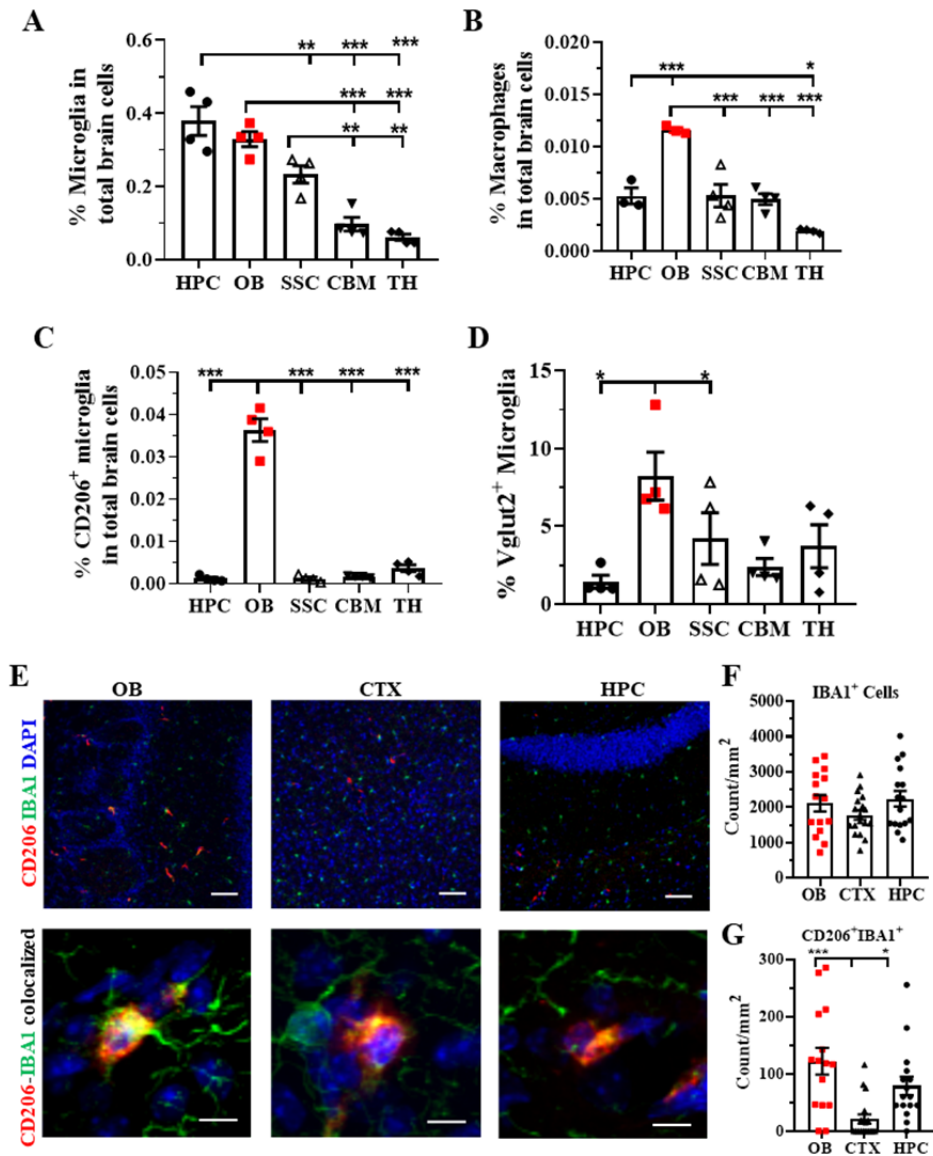 A
% Microglia in
total brain cells
0.6
0.4
0.2
0.0
** *** ***
*** ***
** **
HPC OB SSC CBM TH
B
% Macrophages
in total brain cells
0.020
0.015
0.010
0.005
0.000
*** *
*** *** ***
HPC OB SSC CBM TH
C
% CD206+ microglia
in total brain cells
0.05
0.04
0.03
0.02
0.01
0.00
*** *** *** ***
HPC OB SSC CBM TH
D
% Vglut2+ Microglia
15
10
5
0
* *
HPC OB SSC CBM TH
E
OB CTX HPC
CD206 IBA1 DAPI
CD206-IBA1 colocalized
F
IBA1+ Cells
Count/mm2
5000
4000
3000
2000
1000
0
OB CTX HPC
G
CD206+IBA1+
Count/mm2
300
200
100
0
*** *
OB CTX HPC